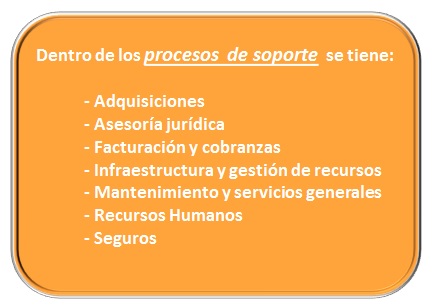 Dentro de los procesos de soporte se tiene:
- Adquisiciones
- Asesoría jurídica
- Facturación y cobranzas
- Infraestructura y gestión de recursos
- Mantenimiento y servicios generales
- Recursos Humanos
- Seguros